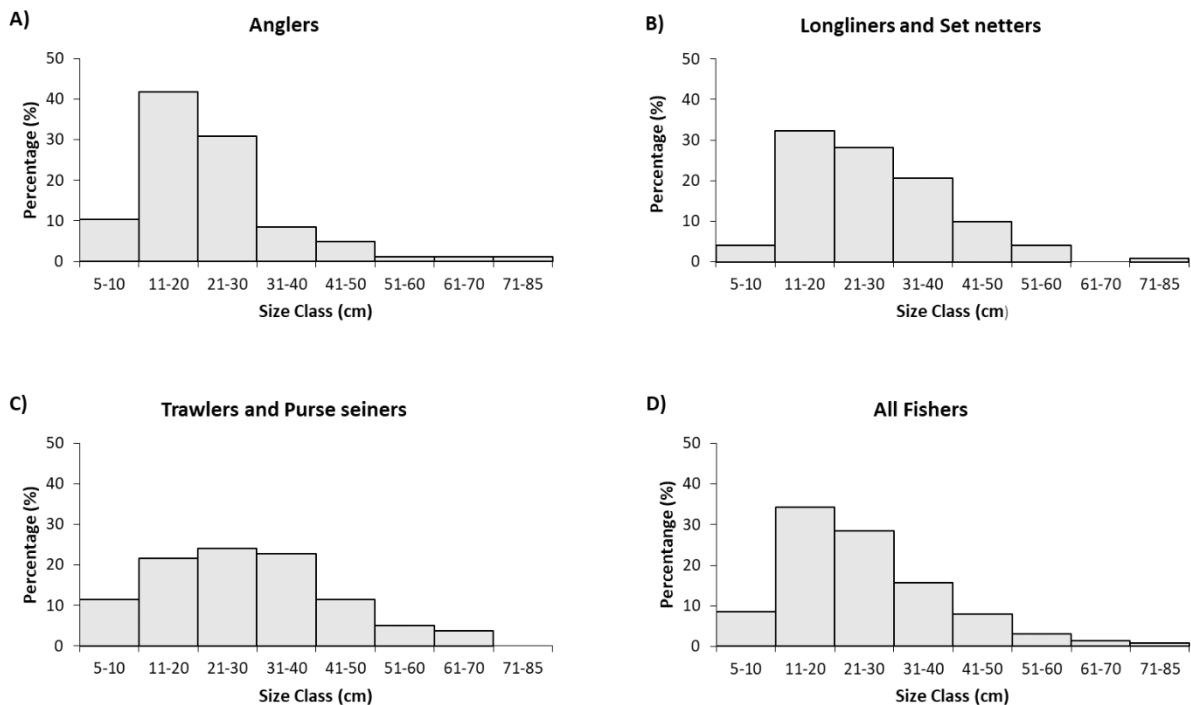 A)
Anglers
Percentage (%)
50
40
30
20
10
0
5-10 11-20 21-30 31-40 41-50 51-60 61-70 71-85
Size Class (cm)
B)
Longliners and Set netters
Percentage (%)
50
40
30
20
10
0
5-10 11-20 21-30 31-40 41-50 51-60 61-70 71-85
Size Class (cm)
C)
Trawlers and Purse seiners
Percentage (%)
50
40
30
20
10
0
5-10 11-20 21-30 31-40 41-50 51-60 61-70 71-85
Size Class (cm)
D)
All Fishers
Percentange (%)
50
40
30
20
10
0
5-10 11-20 21-30 31-40 41-50 51-60 61-70 71-85
Size Class (cm)